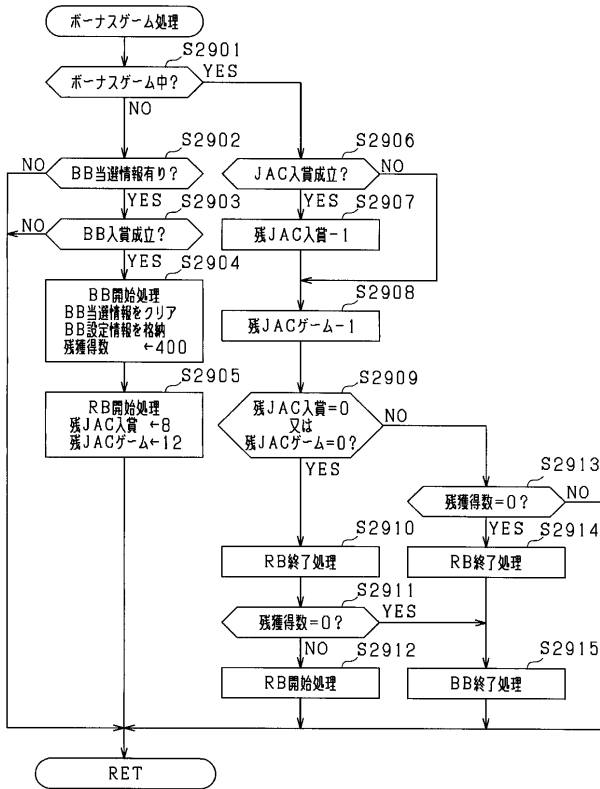 ボーナスゲーム処理
S2901
ボーナスゲーム中?
YES
NO
S2902
NO
BB当選情報有り?
YES
S2903
NO
BB入賞成立?
YES
S2904
BB開始処理
BB当選情報をクリア
BB設定情報を格納
残獲得数 ←400
S2905
RB開始処理
残JAC入賞 ←8
残JACゲーム←12
S2906
JAC入賞成立?
NO
YES
S2907
残JAC入賞-1
S2908
残JACゲーム-1
S2909
残JAC入賞=0
又は
残JACゲーム=0?
NO
YES
S2910
RB終了処理
S2911
残獲得数=0?
YES
NO
S2912
RB開始処理
S2913
残獲得数=0?
NO
YES
S2914
RB終了処理
S2915
BB終了処理
RET